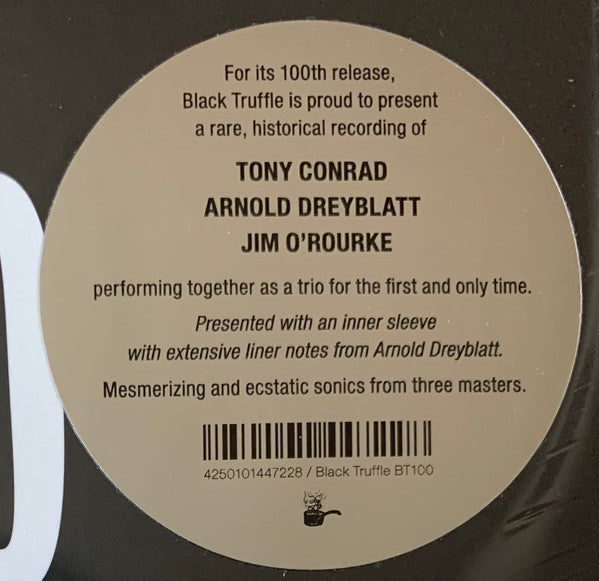 For its 100th release,
Black Truffle is proud to present
a rare, historical recording of
TONY CONRAD
ARNOLD DREYBLATT
JIM O'ROURKE
performing together as a trio for the first and only time.
Presented with an inner sleeve
with extensive liner notes from Arnold Dreyblatt.
Mesmerizing and ecstatic sonics from three masters.
4250101447228 / Black Truffle BT100